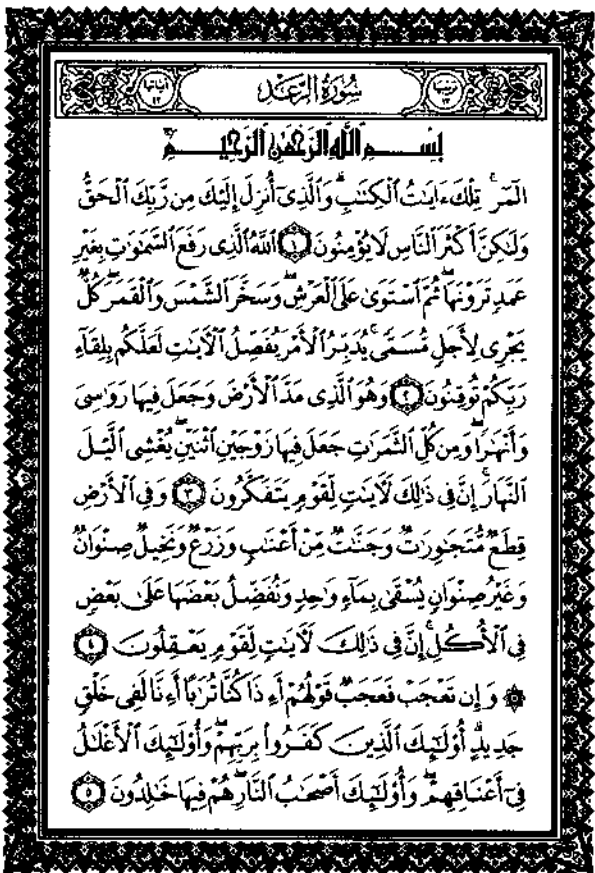 سُورَةُ الرَّعْدِ
بِسْمِ اللَّهِ الرَّحْمَٰنِ الرَّحِيمِ
الٓمٓر ۚ تِلْكَ ءَايَٰتُ ٱلْكِتَٰبِ ۗ وَٱلَّذِىٓ أُنزِلَ إِلَيْكَ مِن رَّبِّكَ ٱلْحَقُّ
وَلَٰكِنَّ أَكْثَرَ ٱلنَّاسِ لَا يُؤْمِنُونَ ١ ٱللَّهُ ٱلَّذِى رَفَعَ ٱلسَّمَٰوَٰتِ بِغَيْرِ
عَمَدٍ تَرَوْنَهَا ۖ ثُمَّ ٱسْتَوَىٰ عَلَى ٱلْعَرْشِ ۖ وَسَخَّرَ ٱلشَّمْسَ وَٱلْقَمَرَ ۖ كُلٌّ
يَجْرِى لِأَجَلٍ مُّسَمًّى ۚ يُدَبِّرُ ٱلْأَمْرَ يُفَصِّلُ ٱلْءَايَٰتِ لَعَلَّكُم بِلِقَآءِ
رَبِّكُمْ تُوقِنُونَ ٢ وَهُوَ ٱلَّذِى مَدَّ ٱلْأَرْضَ وَجَعَلَ فِيهَا رَوَٰسِىَ
وَأَنْهَٰرًا ۖ وَمِن كُلِّ ٱلثَّمَرَٰتِ جَعَلَ فِيهَا زَوْجَيْنِ ٱثْنَيْنِ ۖ يُغْشِى ٱلَّيْلَ
ٱلنَّهَارَ ۚ إِنَّ فِى ذَٰلِكَ لَءَايَٰتٍ لِّقَوْمٍ يَتَفَكَّرُونَ ٣ وَفِى ٱلْأَرْضِ
قِطَعٌ مُّتَجَٰوِرَٰتٌ وَجَنَّٰتٌ مِّنْ أَعْنَٰبٍ وَزَرْعٌ وَنَخِيلٌ صِنْوَانٌ
وَغَيْرُ صِنْوَانٍ يُسْقَىٰ بِمَآءٍ وَٰحِدٍ وَنُفَضِّلُ بَعْضَهَا عَلَىٰ بَعْضٍ
فِى ٱلْأُكُلِ ۚ إِنَّ فِى ذَٰلِكَ لَءَايَٰتٍ لِّقَوْمٍ يَعْقِلُونَ ٤
۞ وَإِن تَعْجَبْ فَعَجَبٌ قَوْلُهُمْ أَءِذَا كُنَّا تُرَٰبًا أَءِنَّا لَفِى خَلْقٍ
جَدِيدٍ ۗ أُو۟لَٰٓئِكَ ٱلَّذِينَ كَفَرُوا۟ بِرَبِّهِمْ ۖ وَأُو۟لَٰٓئِكَ ٱلْأَغْلَٰلُ
فِىٓ أَعْنَاقِهِمْ ۖ وَأُو۟لَٰٓئِكَ أَصْحَٰبُ ٱلنَّارِ ۖ هُمْ فِيهَا خَٰلِدُونَ ٥